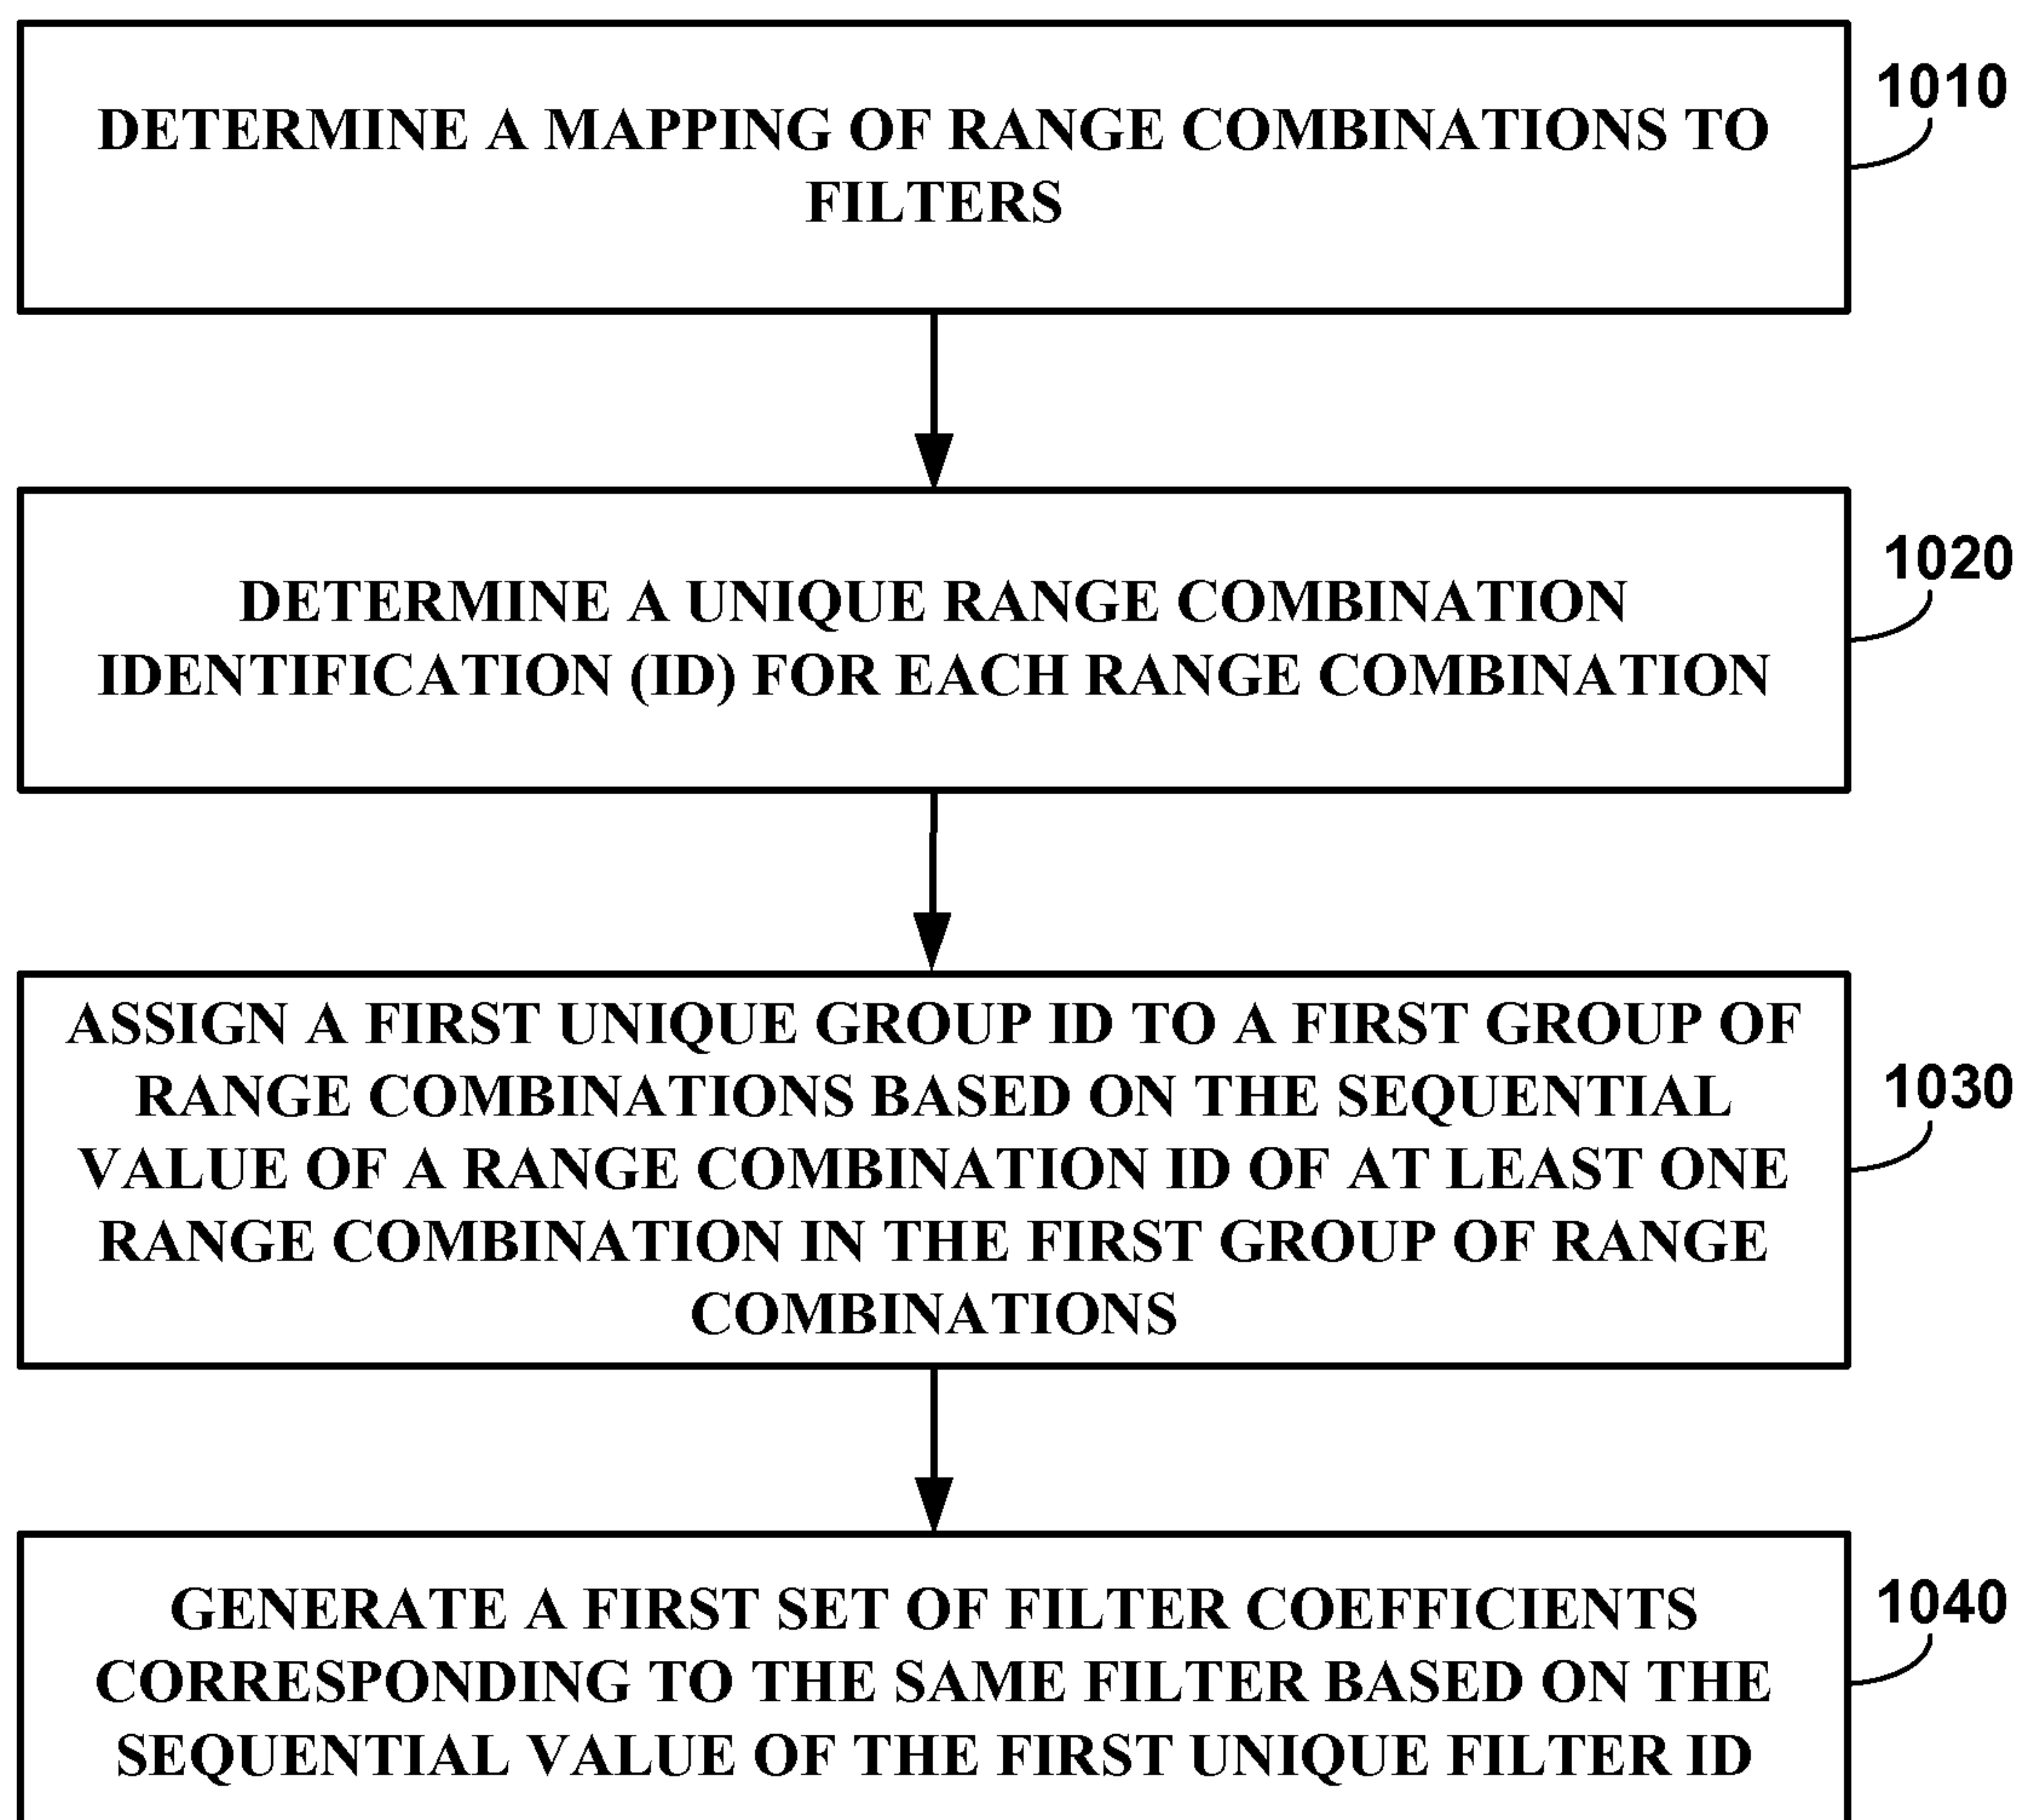 DETERMINE A MAPPING OF RANGE COMBINATIONS TO
FILTERS
1010
DETERMINE A UNIQUE RANGE COMBINATION
IDENTIFICATION (ID) FOR EACH RANGE COMBINATION
1020
ASSIGN A FIRST UNIQUE GROUP ID TO A FIRST GROUP OF
RANGE COMBINATIONS BASED ON THE SEQUENTIAL
VALUE OF A RANGE COMBINATION ID OF AT LEAST ONE
RANGE COMBINATION IN THE FIRST GROUP OF RANGE
COMBINATIONS
1030
GENERATE A FIRST SET OF FILTER COEFFICIENTS
CORRESPONDING TO THE SAME FILTER BASED ON THE
SEQUENTIAL VALUE OF THE FIRST UNIQUE FILTER ID
1040